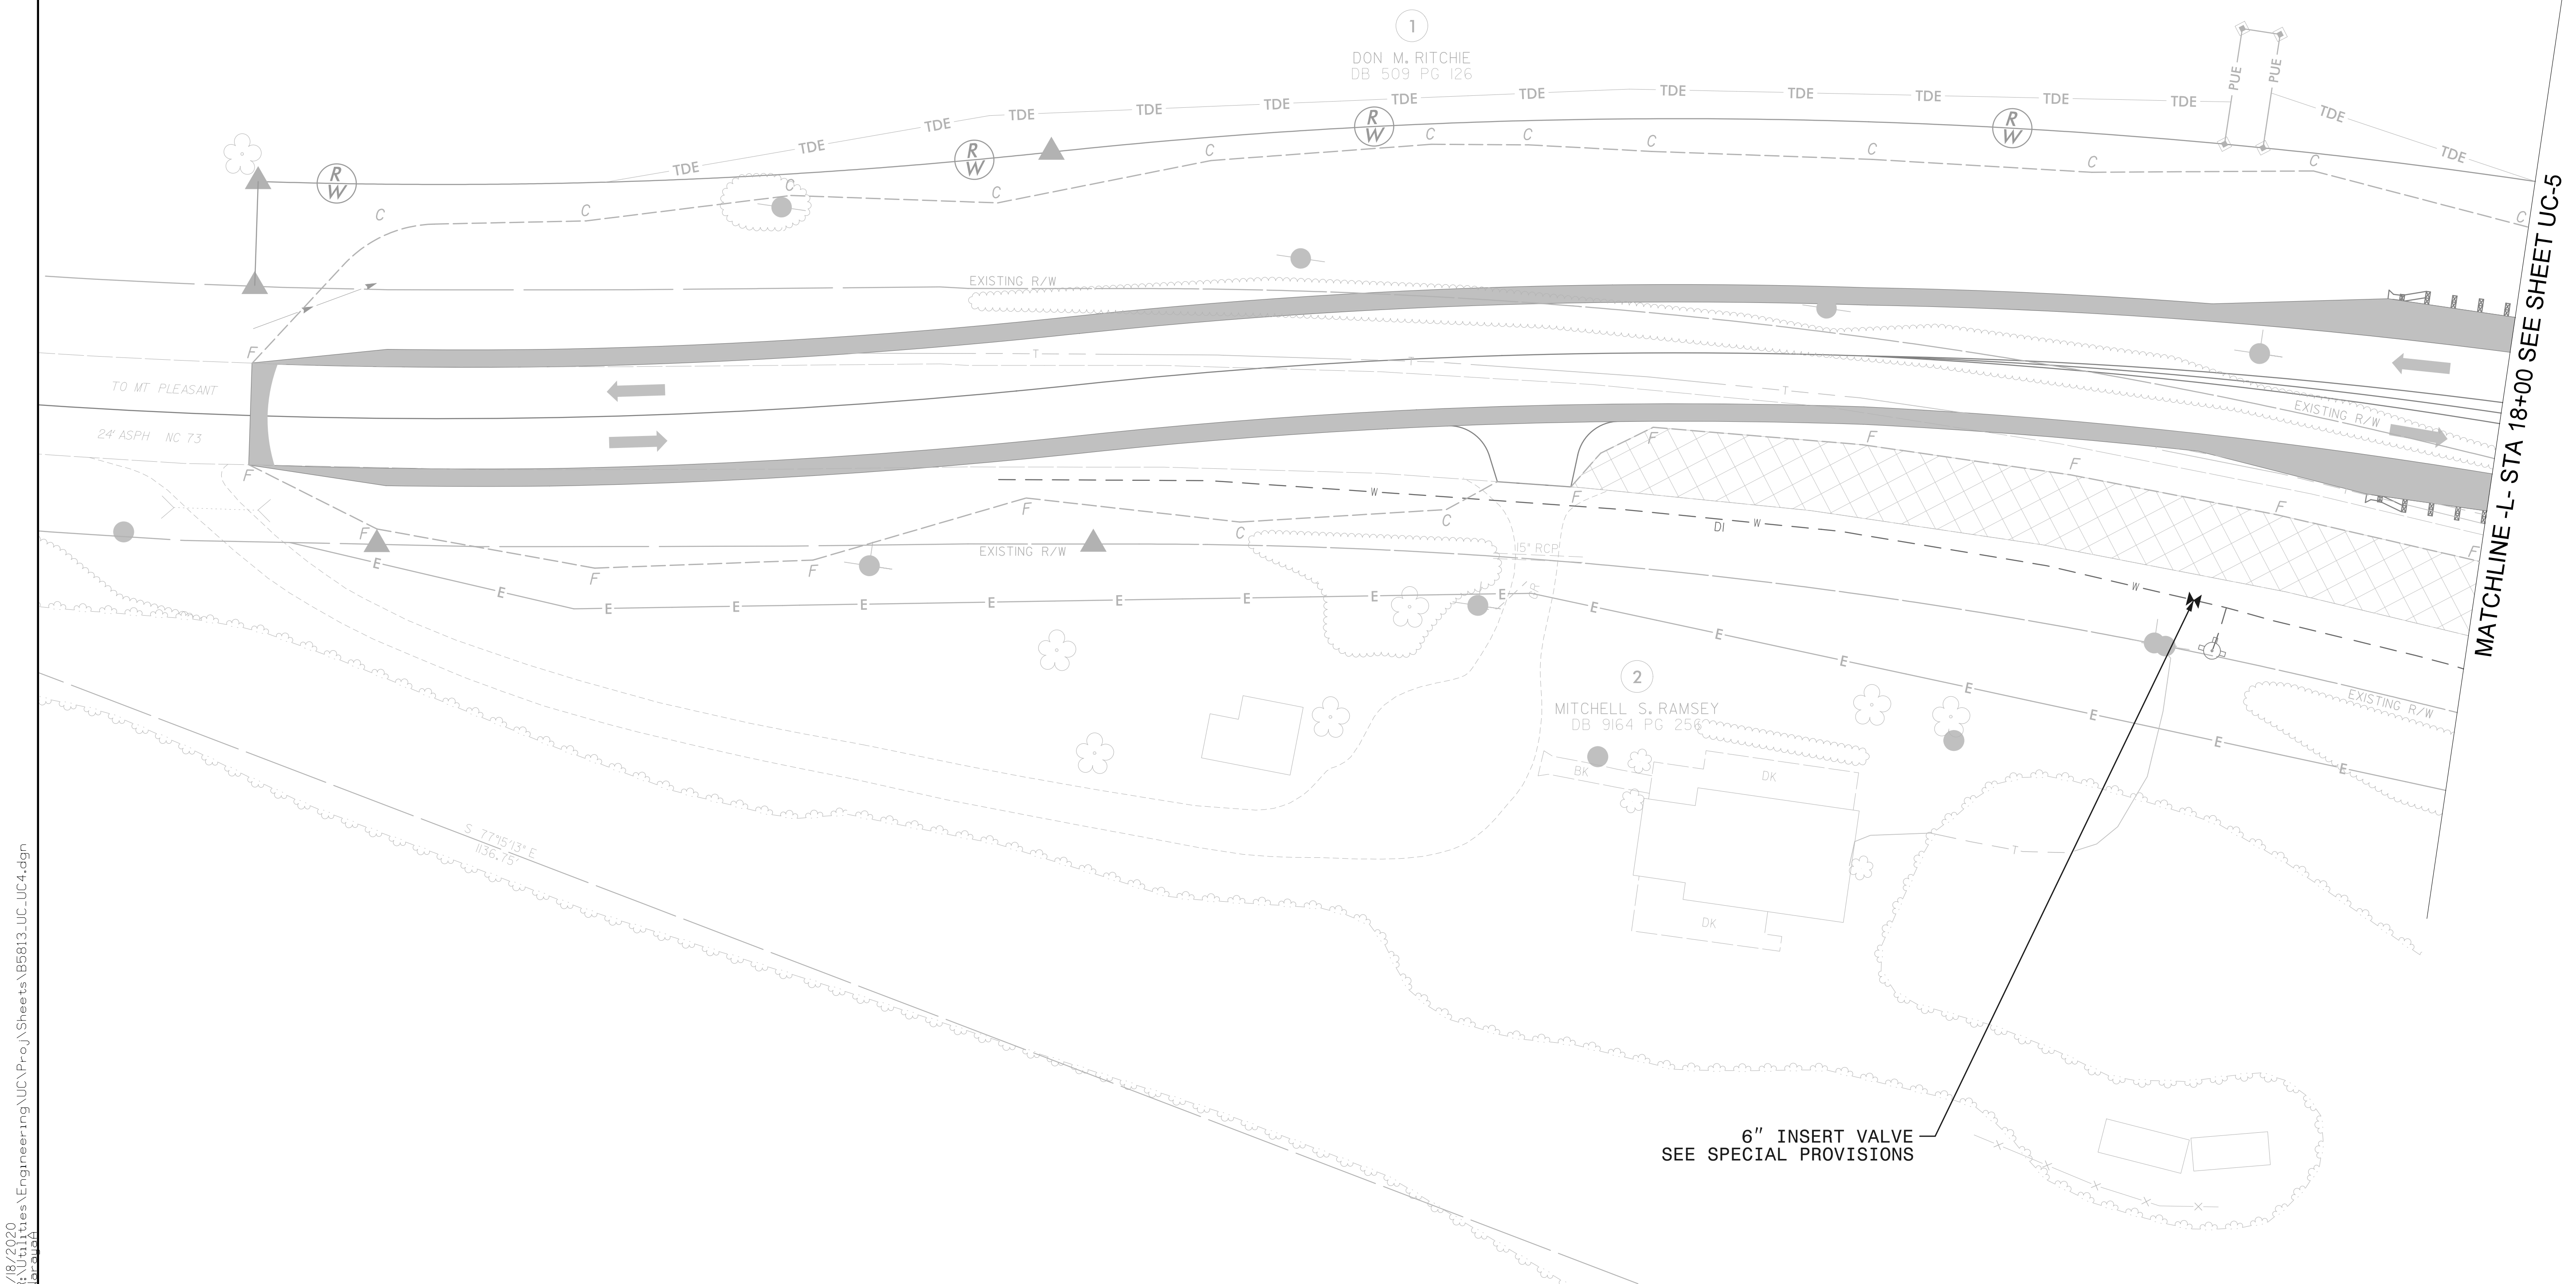 1
DON M. RITCHIE
DB 509 PG 126
PUE
PUE
TDE TDE TDE TDE TDE TDE TDE TDE TDE TDE TDE TDE TDE TDE TDE
R/W
R/W
R/W
R/W
C C C C C C C C C C C C
EXISTING R/W
F
T T T
TO MT PLEASANT
24' ASPH NC 73
EXISTING R/W
F
F F F F C C F F F F F F
W W W
DI
EXISTING R/W
15" RCP
E E E E E E E E E E E E E E E E E
EXISTING R/W
2
MITCHELL S. RAMSEY
DB 9164 PG 256
BK
DK
DK
T
S 77°15'13" E
1136.75'
6" INSERT VALVE
SEE SPECIAL PROVISIONS
X X X X X
MATCHLINE -L- STA 18+00 SEE SHEET UC-5
/18/2020
R:\Utilities\Engineering\UC\Proj\Sheets\B5813_UC_UC4.dgn